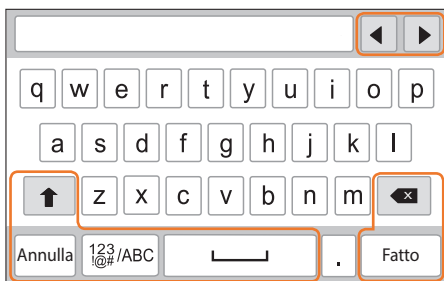 q w e r t y u i o p
a s d f g h j k l
z x c v b n m
Annulla 123 !@# /ABC . Fatto